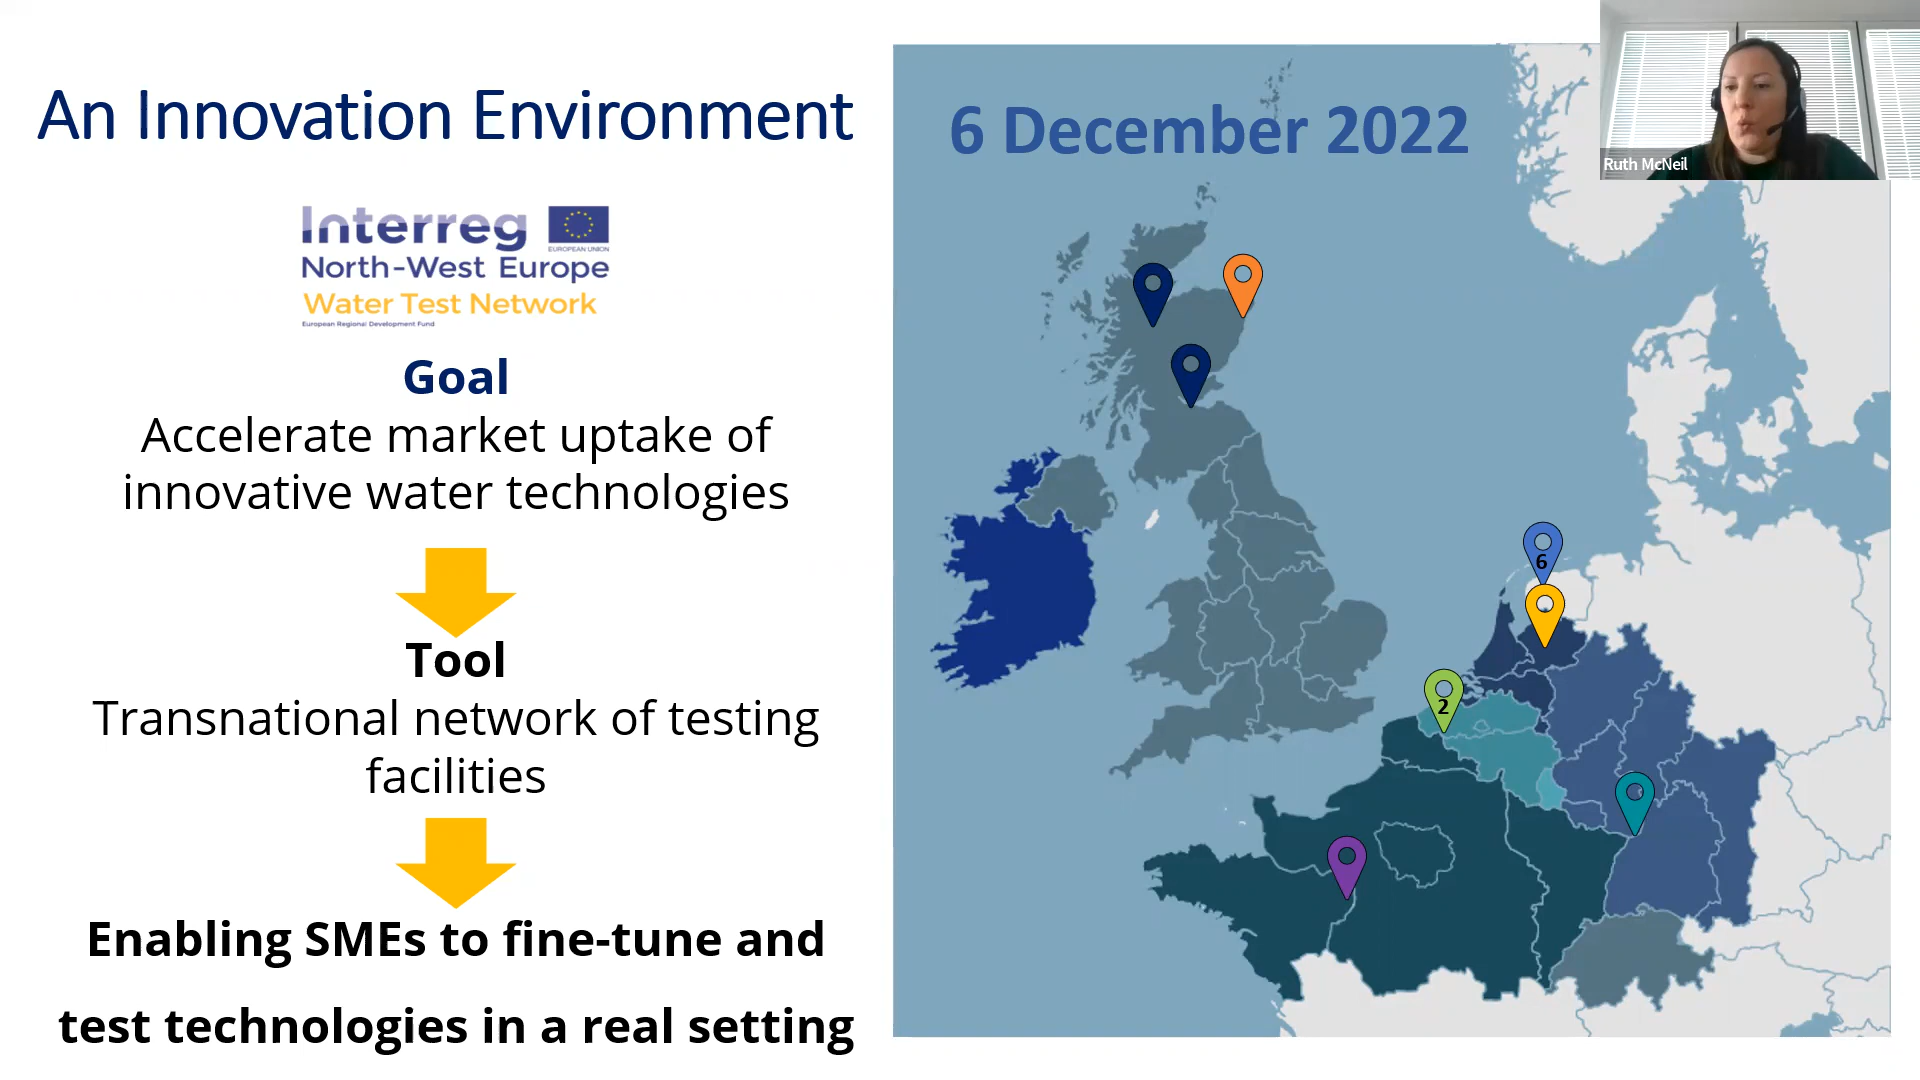 An Innovation Environment
Interreg
EUROPEAN UNION
North-West Europe
Water Test Network
European Regional Development Fund
Goal
Accelerate market uptake of
innovative water technologies
Tool
Transnational network of testing
facilities
Enabling SMEs to fine-tune and
test technologies in a real setting
6 December 2022
6
2
Ruth McNeil